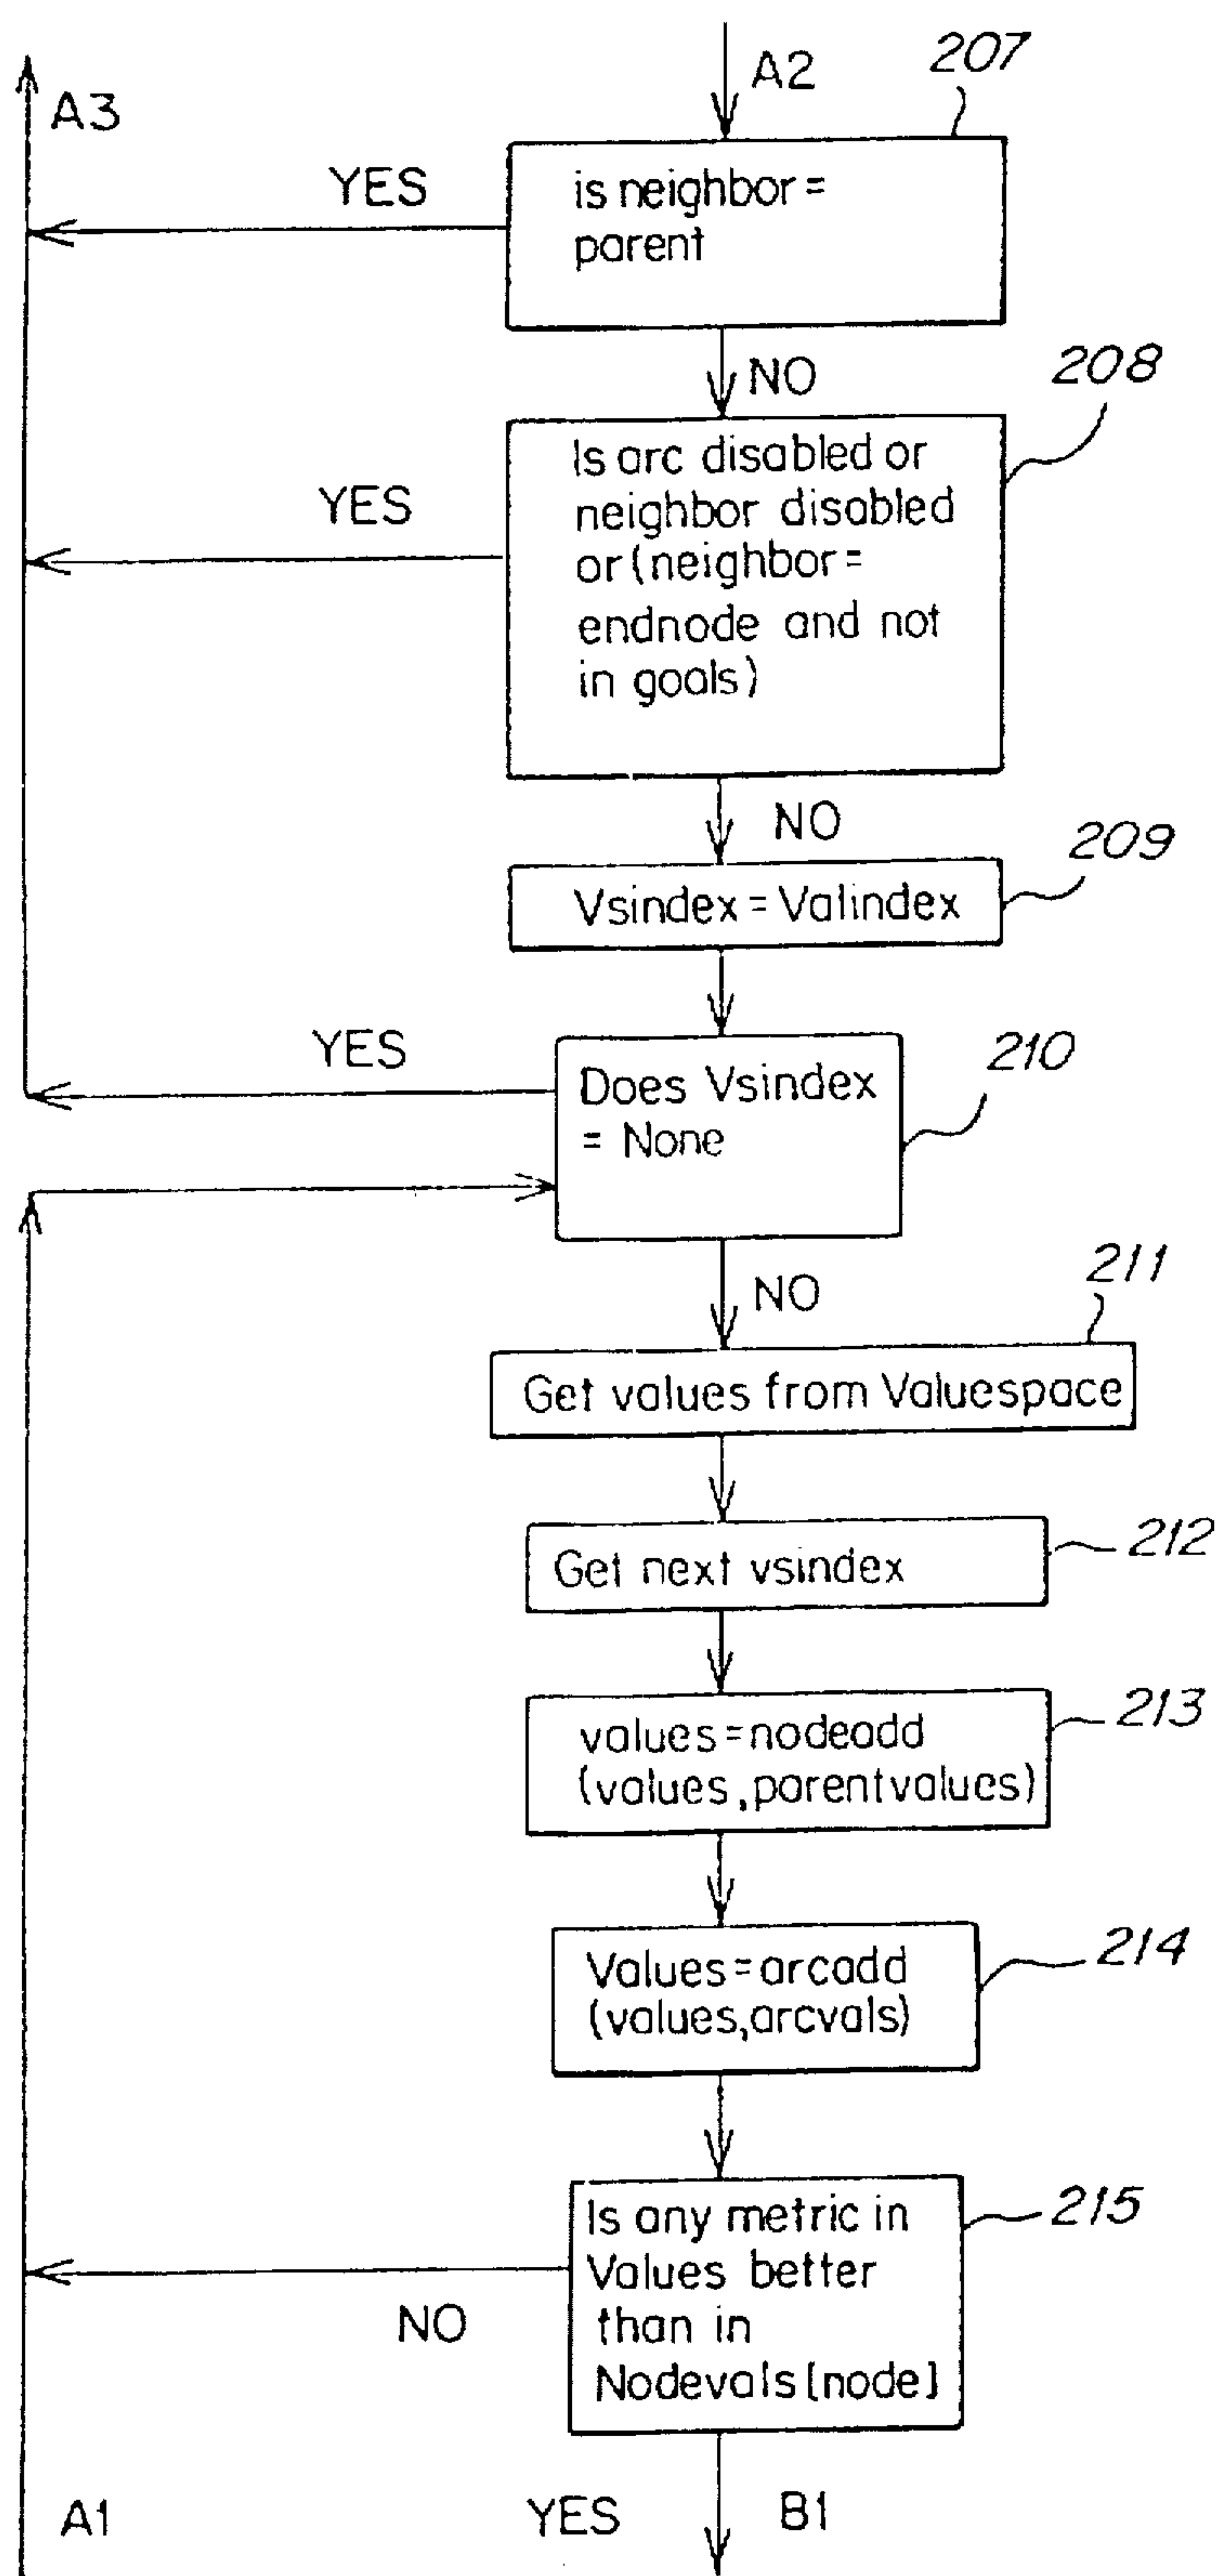 A2
207
A3
YES
is neighbor =
parent
NO
208
YES
Is arc disabled or
neighbor disabled
or (neighbor =
endnode and not
in goals)
NO
209
Vsindex = Valindex
YES
210
Does Vsindex
= None
NO
211
Get values from Valuespace
212
Get next vsindex
213
values = nodeadd
(values, parentvalues)
214
Values = arcadd
(values, arcvals)
215
Is any metric in
Values better
than in
Nodevals [node]
NO
A1
YES
B1